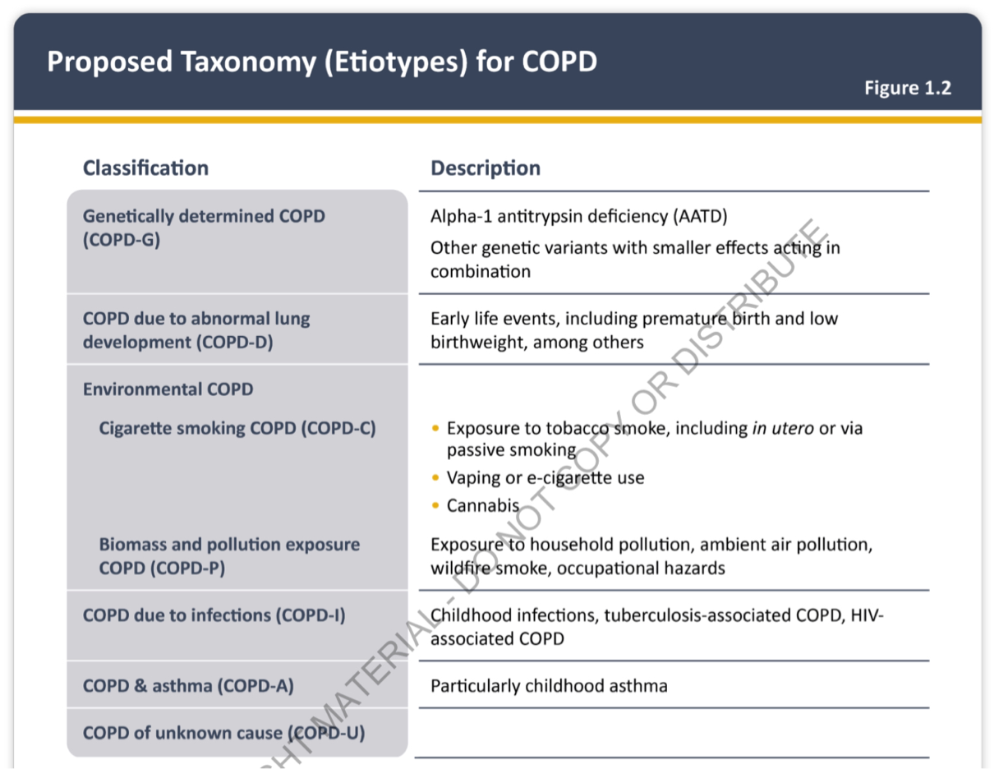 Proposed Taxonomy (Etiotypes) for COPD
Figure 1.2
Classification
Description
Genetically determined COPD
(COPD-G)
Alpha-1 antitrypsin deficiency (AATD)
Other genetic variants with smaller effects acting in
combination
COPD due to abnormal lung
development (COPD-D)
Early life events, including premature birth and low
birthweight, among others
Environmental COPD
Cigarette smoking COPD (COPD-C)
• Exposure to tobacco smoke, including in utero or via
passive smoking
• Vaping or e-cigarette use
• Cannabis
Biomass and pollution exposure
COPD (COPD-P)
Exposure to household pollution, ambient air pollution,
wildfire smoke, occupational hazards
COPD due to infections (COPD-I)
Childhood infections, tuberculosis-associated COPD, HIV-
associated COPD
COPD & asthma (COPD-A)
Particularly childhood asthma
COPD of unknown cause (COPD-U)
GHT MATERIAL - DO NOT COPY OR DISTRIBUTE